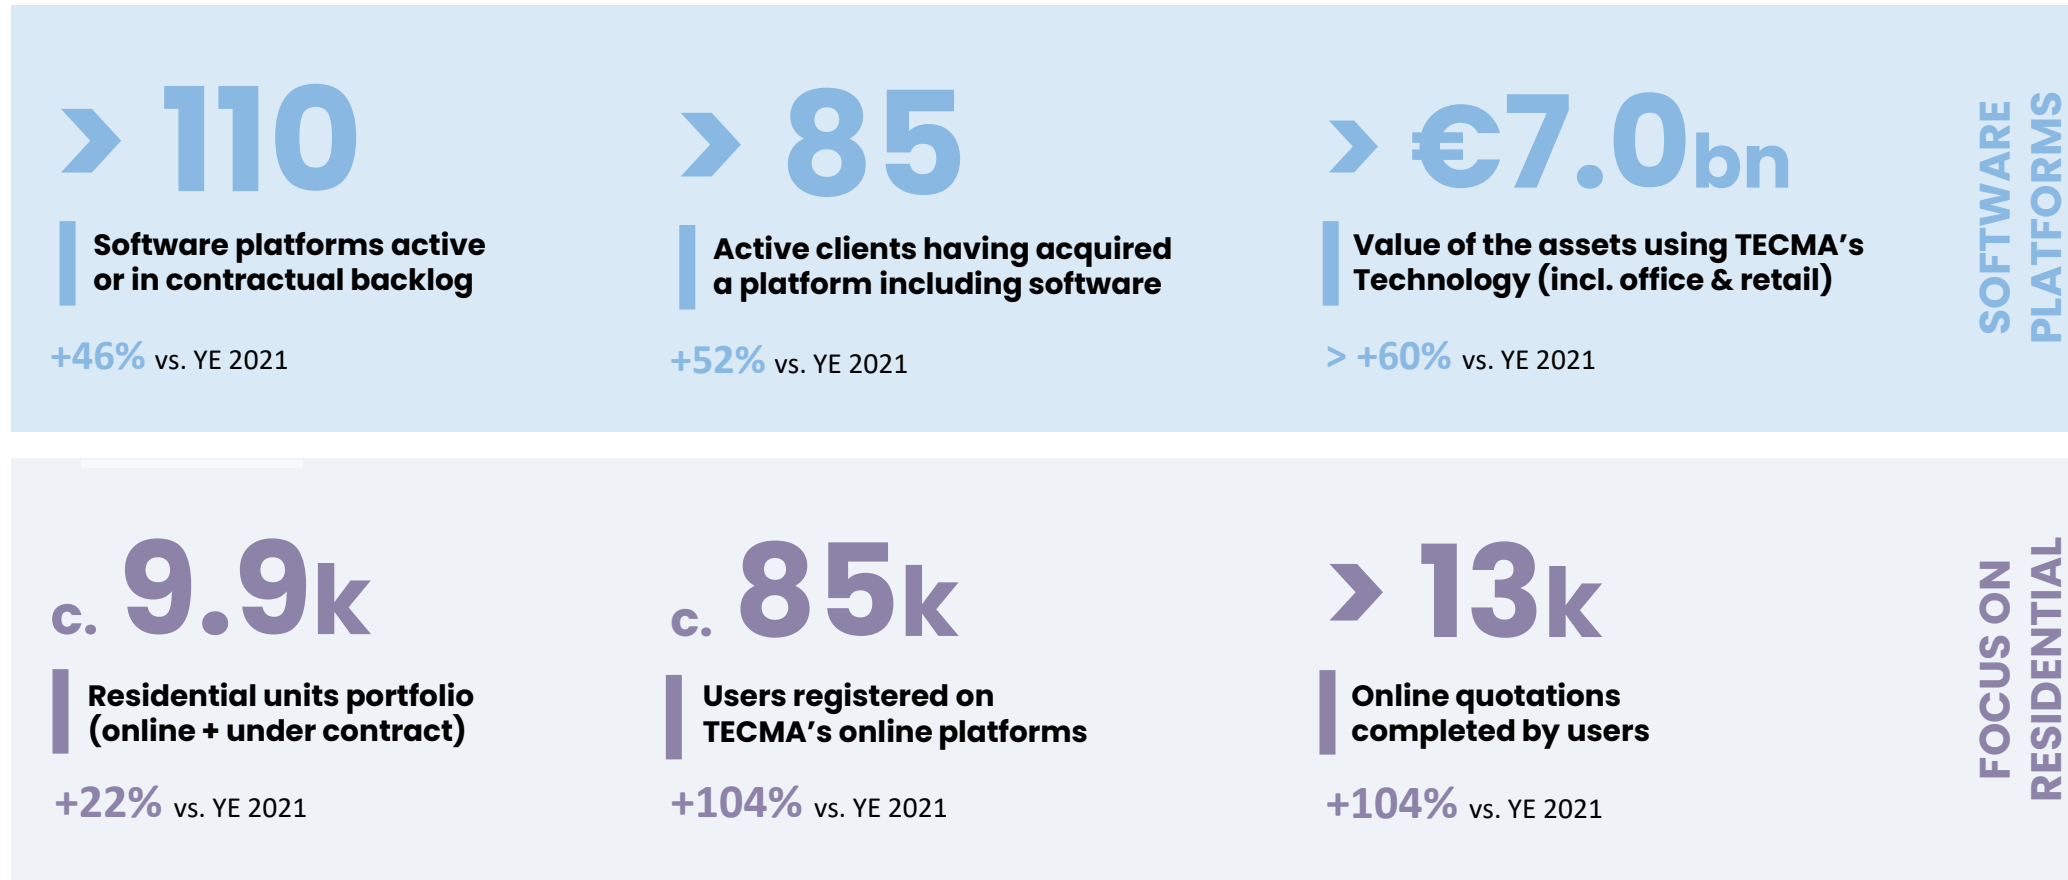 > 110
Software platforms active
or in contractual backlog
+46% vs. YE 2021
> 85
Active clients having acquired
a platform including software
+52% vs. YE 2021
> €7.0bn
Value of the assets using TECMA’s
Technology (incl. office & retail)
> +60% vs. YE 2021
SOFTWARE
PLATFORMS
c. 9.9k
Residential units portfolio
(online + under contract)
+22% vs. YE 2021
c. 85k
Users registered on
TECMA’s online platforms
+104% vs. YE 2021
> 13k
Online quotations
completed by users
+104% vs. YE 2021
FOCUS ON
RESIDENTIAL